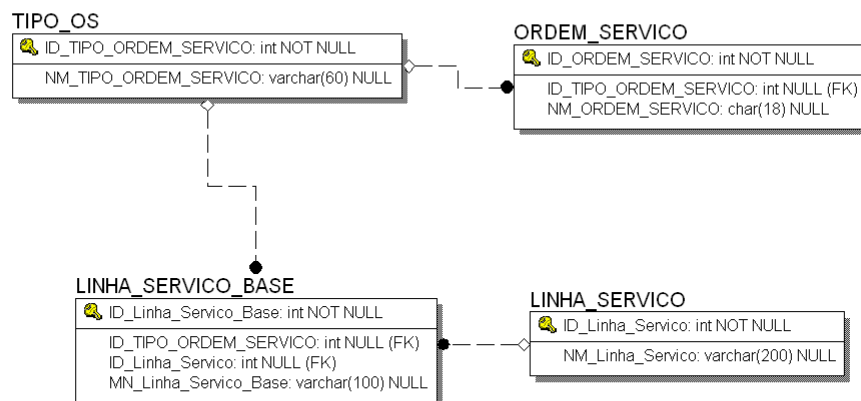 TIPO_OS
ID_TIPO_ORDEM_SERVICO: int NOT NULL
NM_TIPO_ORDEM_SERVICO: varchar(60) NULL
ORDEM_SERVICO
ID_ORDEM_SERVICO: int NOT NULL
ID_TIPO_ORDEM_SERVICO: int NULL (FK)
NM_ORDEM_SERVICO: char(18) NULL
LINHA_SERVICO_BASE
ID_Linha_Servico_Base: int NOT NULL
ID_TIPO_ORDEM_SERVICO: int NULL (FK)
ID_Linha_Servico: int NULL (FK)
MN_Linha_Servico_Base: varchar(100) NULL
LINHA_SERVICO
ID_Linha_Servico: int NOT NULL
NM_Linha_Servico: varchar(200) NULL